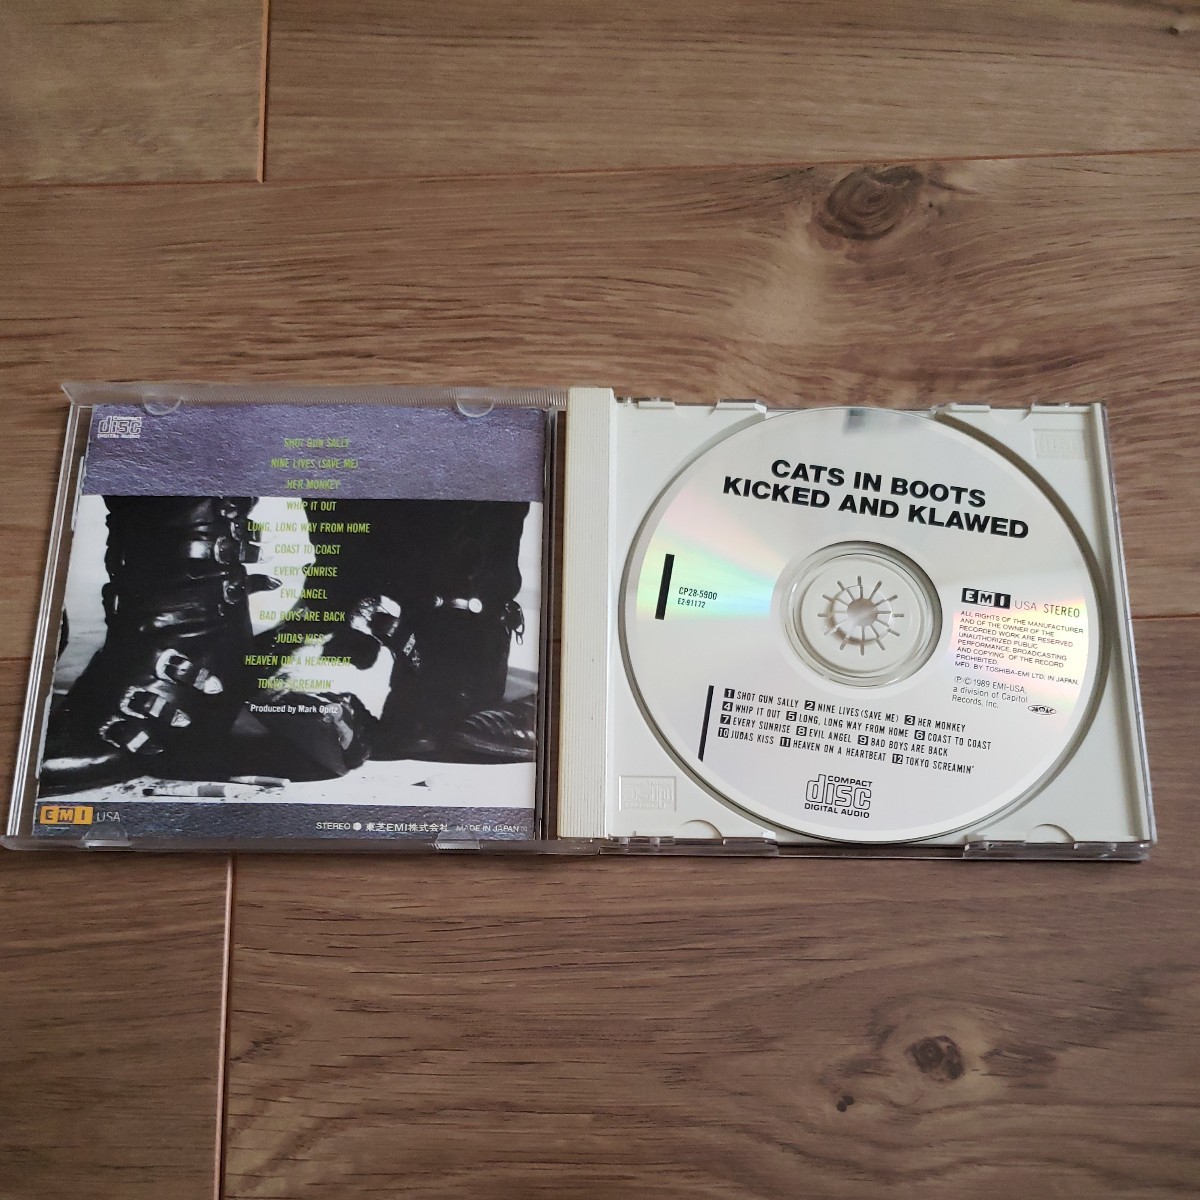 COMPACT
disc
DIGITAL AUDIO
SHOT GUN SALLY
NINE LIVES (SAVE ME)
HER MONKEY
WHIP IT OUT
LONG, LONG WAY FROM HOME
COAST TO COAST
EVERY SUNRISE
EVIL ANGEL
BAD BOYS ARE BACK
JUDAS KISS
HEAVEN ON A HEARTBEAT
TOKYO SCREAMIN'
Produced by Mark Opitz
EMI USA
STEREO ● 東芝EMI株式会社 MADE IN JAPAN
CATS IN BOOTS
KICKED AND KLAWED
CP28-5900
E2-91172
EMI USA STEREO
ALL RIGHTS OF THE MANUFACTURER
AND OF THE OWNER OF THE
RECORDED WORK ARE RESERVED.
UNAUTHORIZED PUBLIC
PERFORMANCE, BROADCASTING
AND COPYING OF THE RECORD
PROHIBITED.
MFD. BY TOSHIBA-EMI LTD. IN JAPAN,
Ⓟ© 1989 EMI-USA,
a division of Capitol
Records, Inc.
1 SHOT GUN SALLY 2 NINE LIVES (SAVE ME) 3 HER MONKEY
4 WHIP IT OUT 5 LONG, LONG WAY FROM HOME 6 COAST TO COAST
7 EVERY SUNRISE 8 EVIL ANGEL 9 BAD BOYS ARE BACK
10 JUDAS KISS 11 HEAVEN ON A HEARTBEAT 12 TOKYO SCREAMIN'
COMPACT
disc
DIGITAL AUDIO